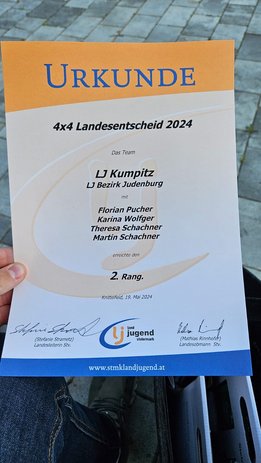 URKUNDE
4x4 Landesentscheid 2024
Das Team
LJ Kumpitz
LJ Bezirk Judenburg
mit
Florian Pucher
Karina Wolfger
Theresa Schachner
Martin Schachner
erreichte den
2. Rang.
Knittelfeld, 19. Mai 2024
(Stefanie Strametz)
Landesleiterin Stv.
(Mathias Rinnhofer)
Landesobmann Stv.
lj
land
jugend
steiermark
www.stmklandjugend.at